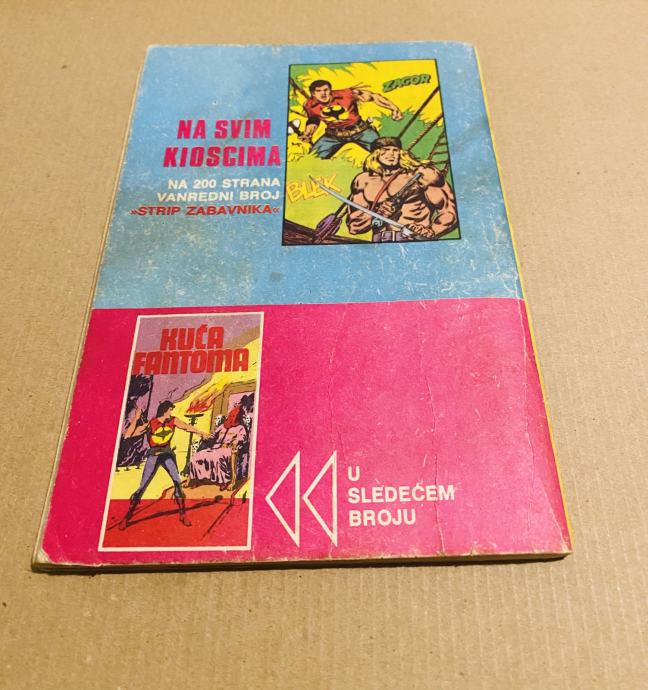 NA SVIM
KIOSCIMA
NA 200 STRANA
VANREDNI BROJ
»STRIP ZABAVNIKA«
ZAGOR
BLEK
KUĆA
FANTOMA
U
SLEDEĆEM
BROJU